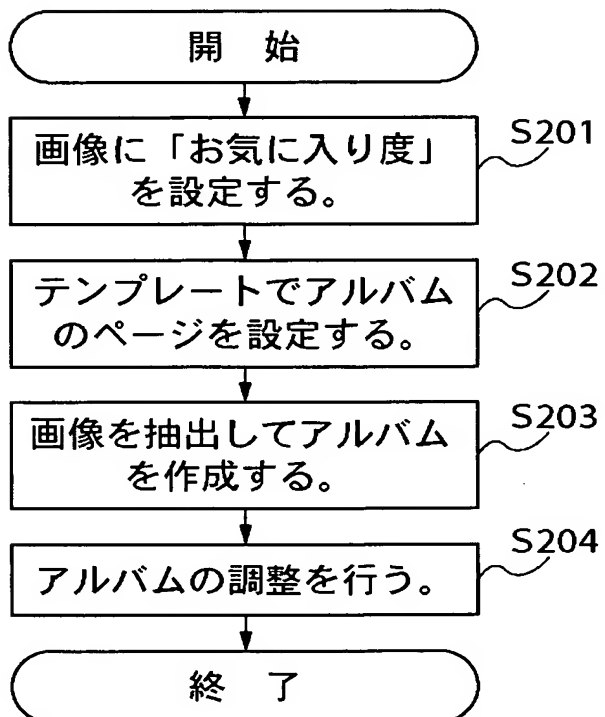 開 始
画像に「お気に入り度」
を設定する。
S201
テンプレートでアルバム
のページを設定する。
S202
画像を抽出してアルバム
を作成する。
S203
アルバムの調整を行う。
S204
終 了